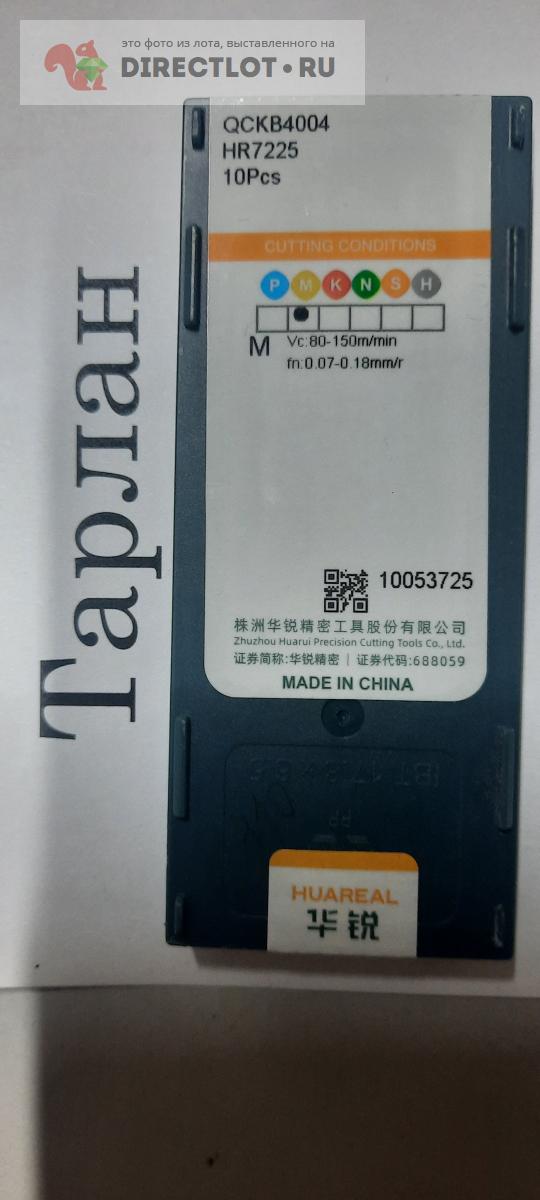 это фото из лота, выставленного на
DIRECTLOT•RU
QCKB4004
HR7225
10Pcs
CUTTING CONDITIONS
P M K N S H
M Vc:80-150m/min
fn:0.07-0.18mm/r
10053725
株洲华锐精密工具股份有限公司
Zhuzhou Huarui Precision Cutting Tools Co., Ltd.
证券简称:华锐精密 | 证券代码:688059
MADE IN CHINA
PP
HUAREAL
华锐
Тарлан